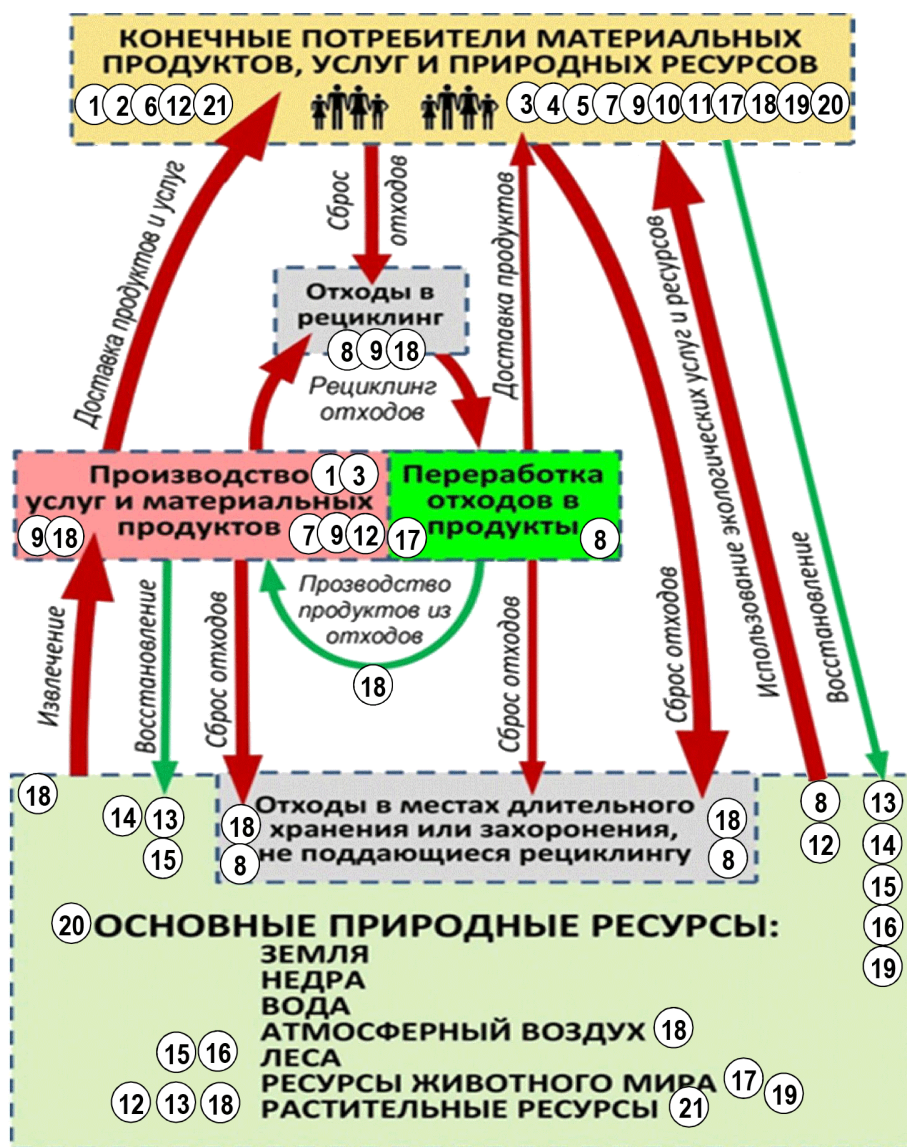 КОНЕЧНЫЕ ПОТРЕБИТЕЛИ МАТЕРИАЛЬНЫХ
ПРОДУКТОВ, УСЛУГ И ПРИРОДНЫХ РЕСУРСОВ
1 2 6 12 21
3 4 5 7 9 10 11 17 18 19 20
Доставка продуктов и услуг
Сброс
отходов
Доставка продуктов
Использование экологических услуг и ресурсов
Отходы в
рециклинг
8 9 18
Рециклинг
отходов
Производство 1 3
услуг и материальных
продуктов
9 18
7 9 12
Переработка
отходов в
продукты
17
8
Извлечение
Восстановление
Сброс отходов
Прозводство
продуктов из
отходов
18
Сброс отходов
Сброс отходов
Восстановление
18
14 13
15
Отходы в местах длительного
хранения или захоронения,
не поддающиеся рециклингу
18
8
18
8
8
12
13
14
15
16
19
20 ОСНОВНЫЕ ПРИРОДНЫЕ РЕСУРСЫ:
ЗЕМЛЯ
НЕДРА
ВОДА
АТМОСФЕРНЫЙ ВОЗДУХ 18
15 16 ЛЕСА
РЕСУРСЫ ЖИВОТНОГО МИРА 17 19
12 13 18 РАСТИТЕЛЬНЫЕ РЕСУРСЫ 21